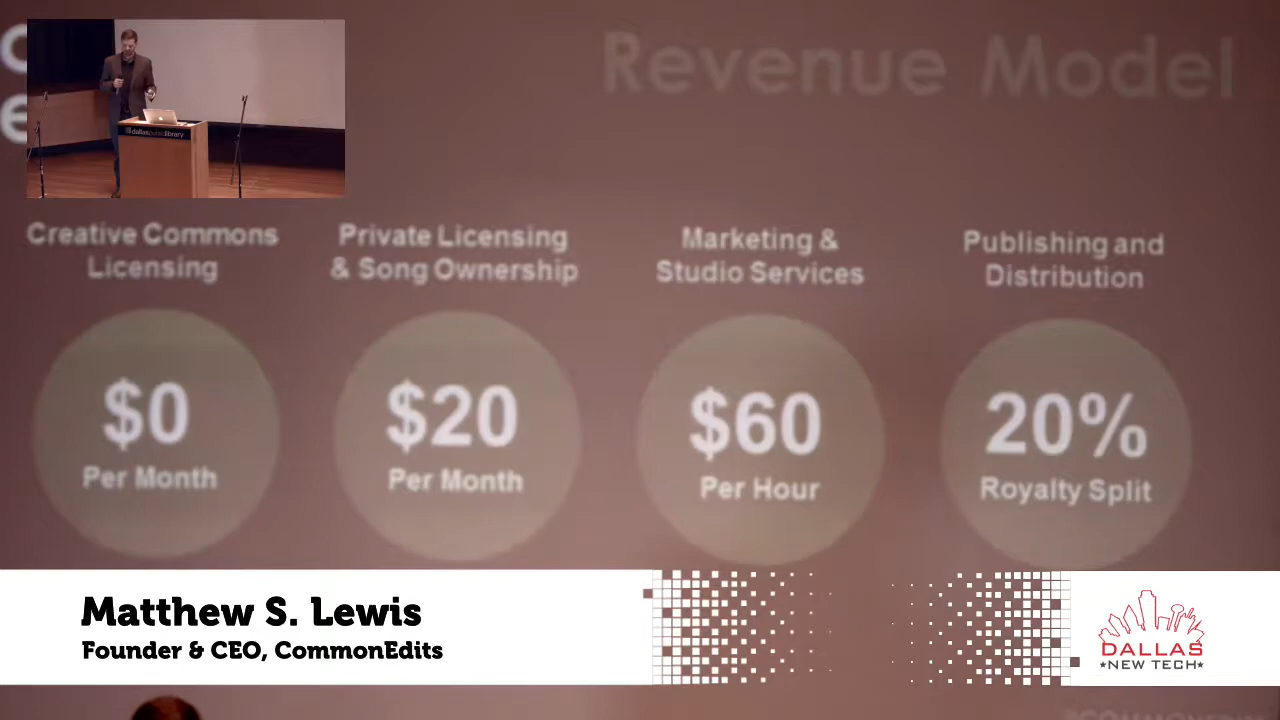 Revenue Model
dallaspubliclibrary
Creative Commons
Licensing
$0
Per Month
Private Licensing
& Song Ownership
$20
Per Month
Marketing &
Studio Services
$60
Per Hour
Publishing and
Distribution
20%
Royalty Split
Matthew S. Lewis
Founder & CEO, CommonEdits
DALLAS
★NEW TECH★